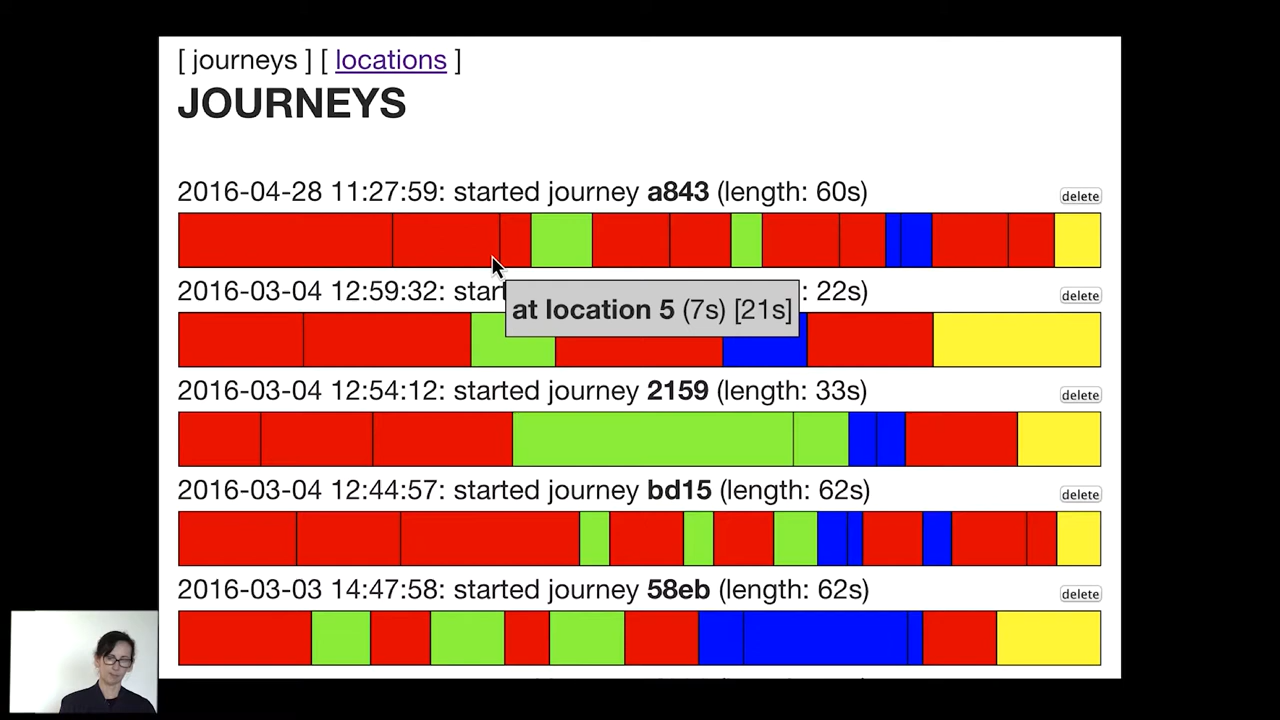 [ journeys ] [ locations ]
JOURNEYS
2016-04-28 11:27:59: started journey a843 (length: 60s)
delete
2016-03-04 12:59:32: : 22s)
delete
at location 5 (7s) [21s]
2016-03-04 12:54:12: started journey 2159 (length: 33s)
delete
2016-03-04 12:44:57: started journey bd15 (length: 62s)
delete
2016-03-03 14:47:58: started journey 58eb (length: 62s)
delete